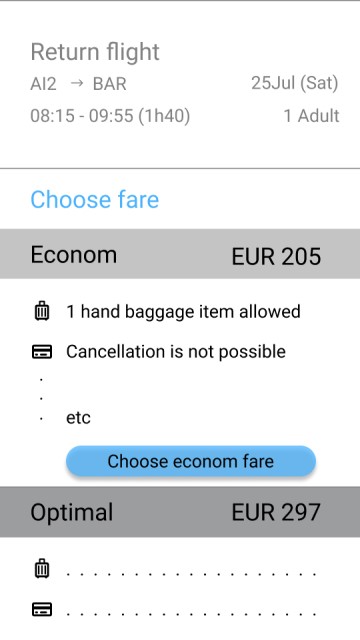 Return flight
AI2 → BAR 25Jul (Sat)
08:15 - 09:55 (1h40) 1 Adult
Choose fare
Econom EUR 205
1 hand baggage item allowed
Cancellation is not possible
.
.
. etc
Choose econom fare
Optimal EUR 297
. . . . . . . . . . . . . . . . . . .
. . . . . . . . . . . . . . . . . . .